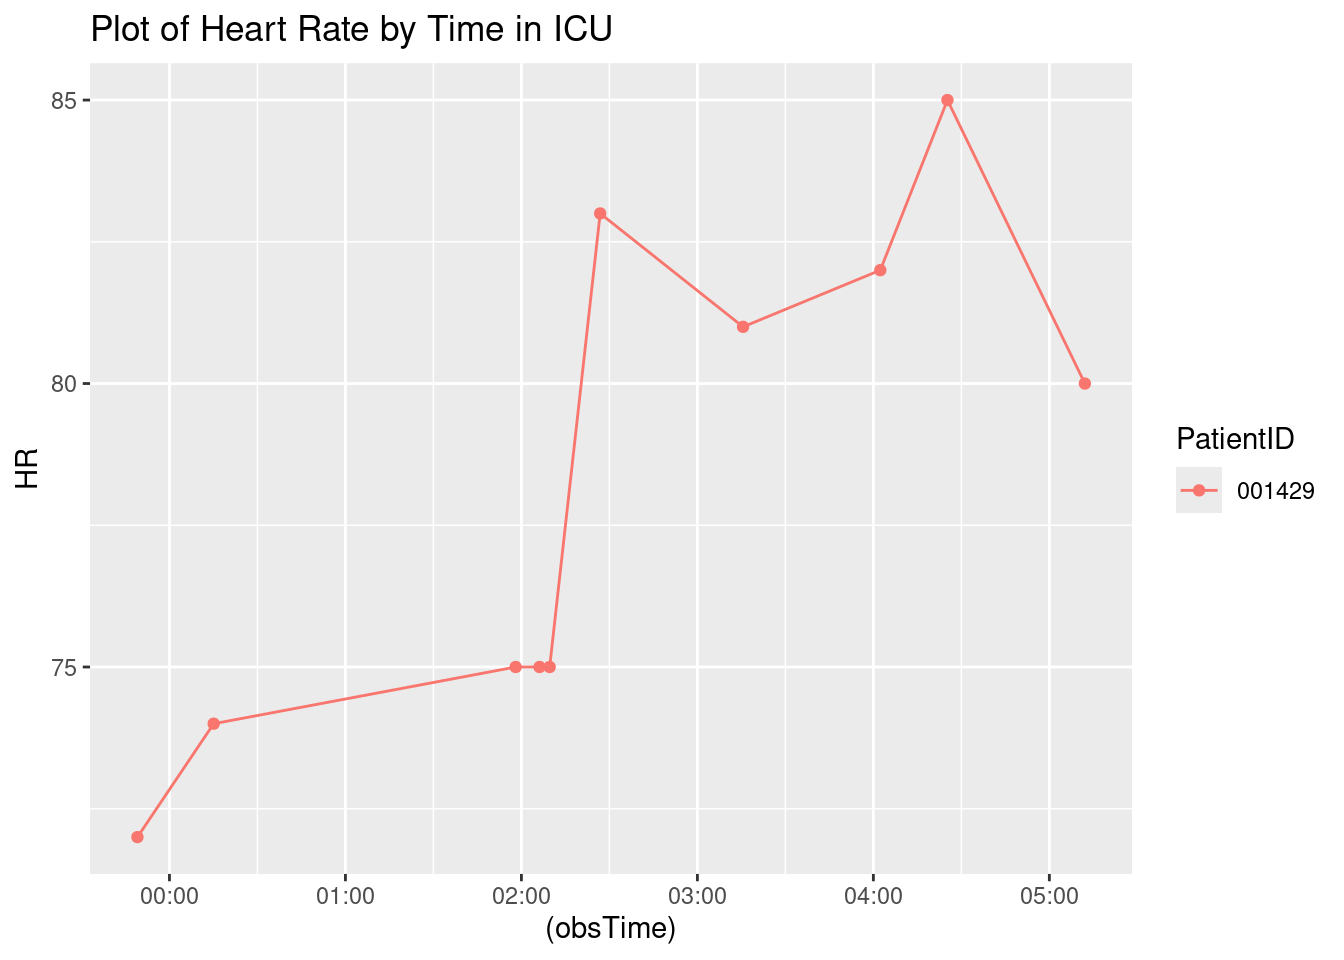 Plot of Heart Rate by Time in ICU
85
80
75
HR
00:00 01:00 02:00 03:00 04:00 05:00
(obsTime)
PatientID
001429